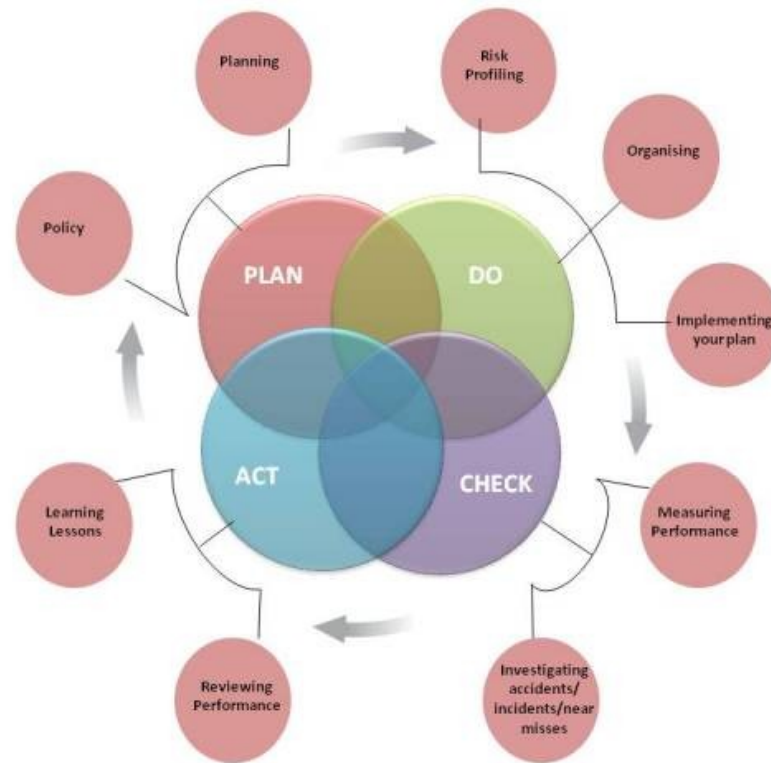 Planning
Risk
Profiling
Organising
Policy
PLAN
DO
Implementing
your plan
ACT
CHECK
Learning
Lessons
Measuring
Performance
Reviewing
Performance
Investigating
accidents/
incidents/near
misses